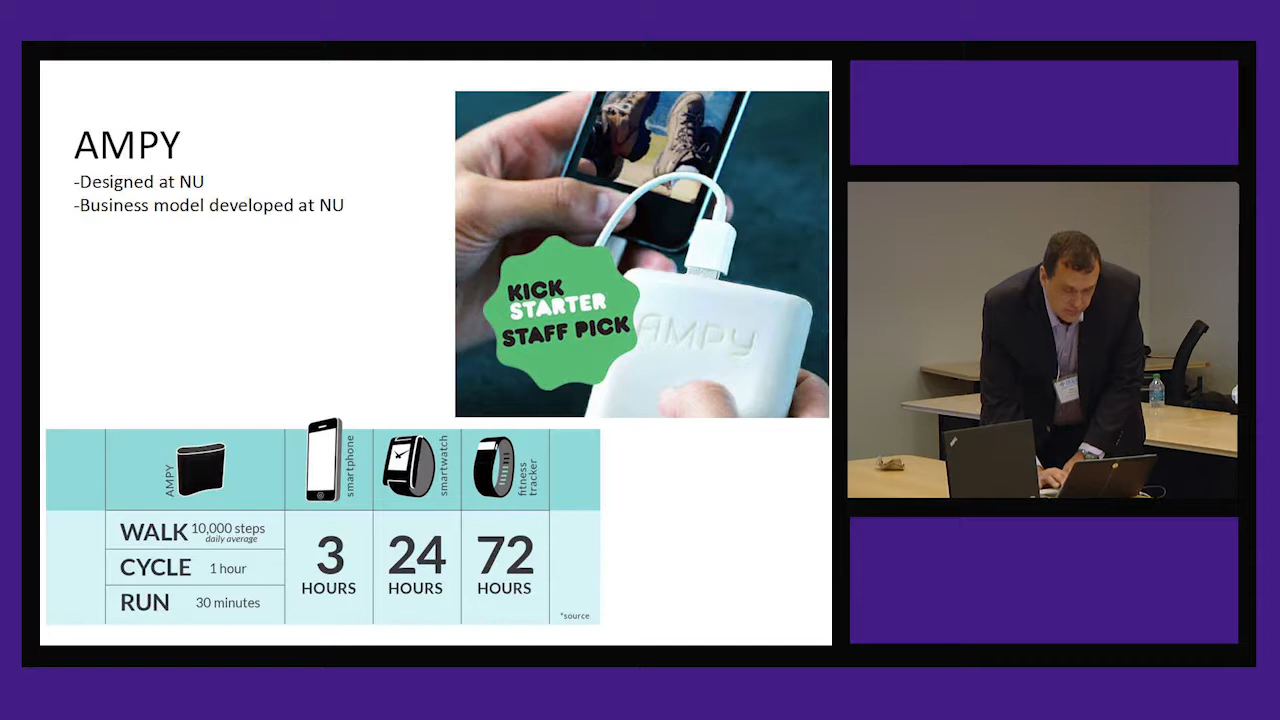 AMPY
-Designed at NU
-Business model developed at NU
KICK
STARTER
STAFF PICK
AMPY
AMPY
smartphone
smartwatch
fitness
tracker
WALK 10,000 steps
daily average
CYCLE 1 hour
RUN 30 minutes
3
HOURS
24
HOURS
72
HOURS
*source